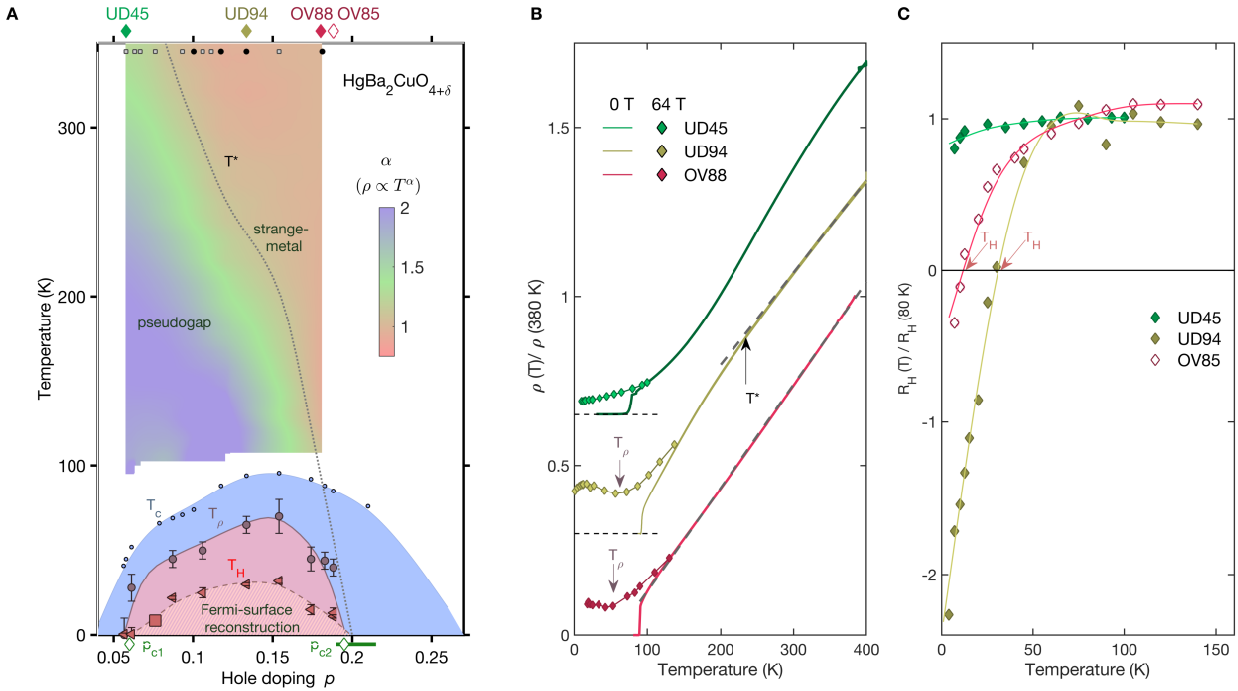 A
UD45
UD94
OV88 OV85
HgBa2CuO4+δ
T*
α
(ρ ∝ T^α)
2
1.5
1
strange-
metal
pseudogap
Tc
Tρ
TH
Fermi-surface
reconstruction
pc1
pc2
300
200
100
0
Temperature (K)
0.05
0.1
0.15
0.2
0.25
Hole doping p
B
0 T 64 T
UD45
UD94
OV88
T*
Tρ
Tρ
1.5
1
0.5
0
ρ (T)/ ρ (380 K)
0
100
200
300
400
Temperature (K)
C
TH
TH
UD45
UD94
OV85
1
0
-1
-2
RH (T) / RH (80 K)
0
50
100
150
Temperature (K)